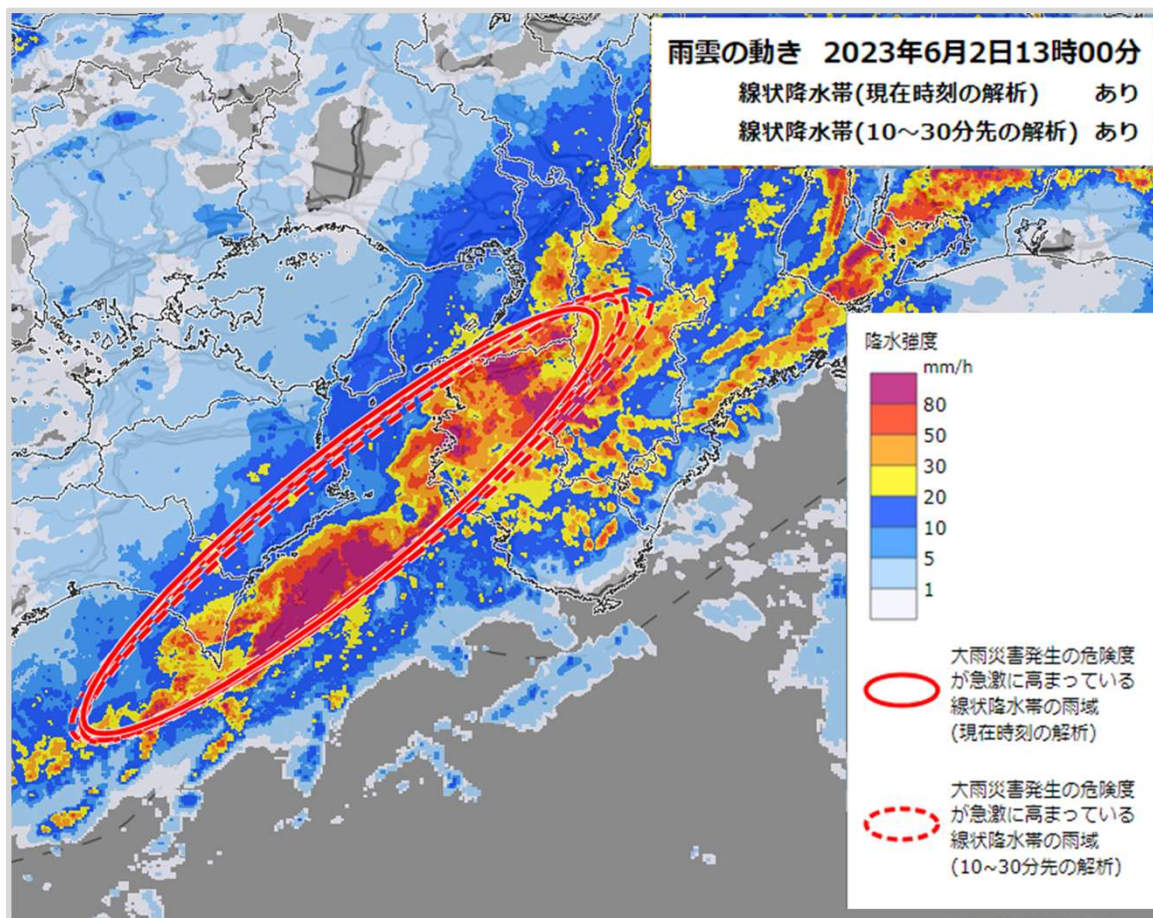 雨雲の動き 2023年6月2日13時00分
線状降水帯(現在時刻の解析) あり
線状降水帯(10～30分先の解析) あり
降水強度
mm/h
80
50
30
20
10
5
1
大雨災害発生の危険度
が急激に高まっている
線状降水帯の雨域
(現在時刻の解析)
大雨災害発生の危険度
が急激に高まっている
線状降水帯の雨域
(10~30分先の解析)